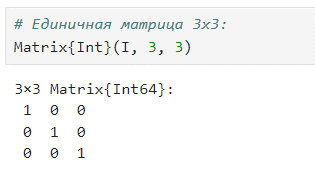 # Единичная матрица 3x3:
Matrix{Int}(I, 3, 3)
3×3 Matrix{Int64}:
1 0 0
0 1 0
0 0 1